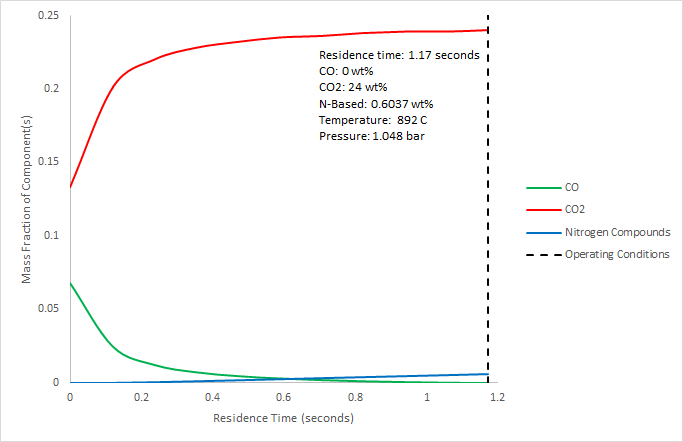 0.25
0.2
0.15
0.1
0.05
0
Mass Fraction of Component(s)
0
0.2
0.4
0.6
0.8
1
1.2
Residence Time (seconds)
Residence time: 1.17 seconds
CO: 0 wt%
CO2: 24 wt%
N-Based: 0.6037 wt%
Temperature: 892 C
Pressure: 1.048 bar
CO
CO2
Nitrogen Compounds
Operating Conditions